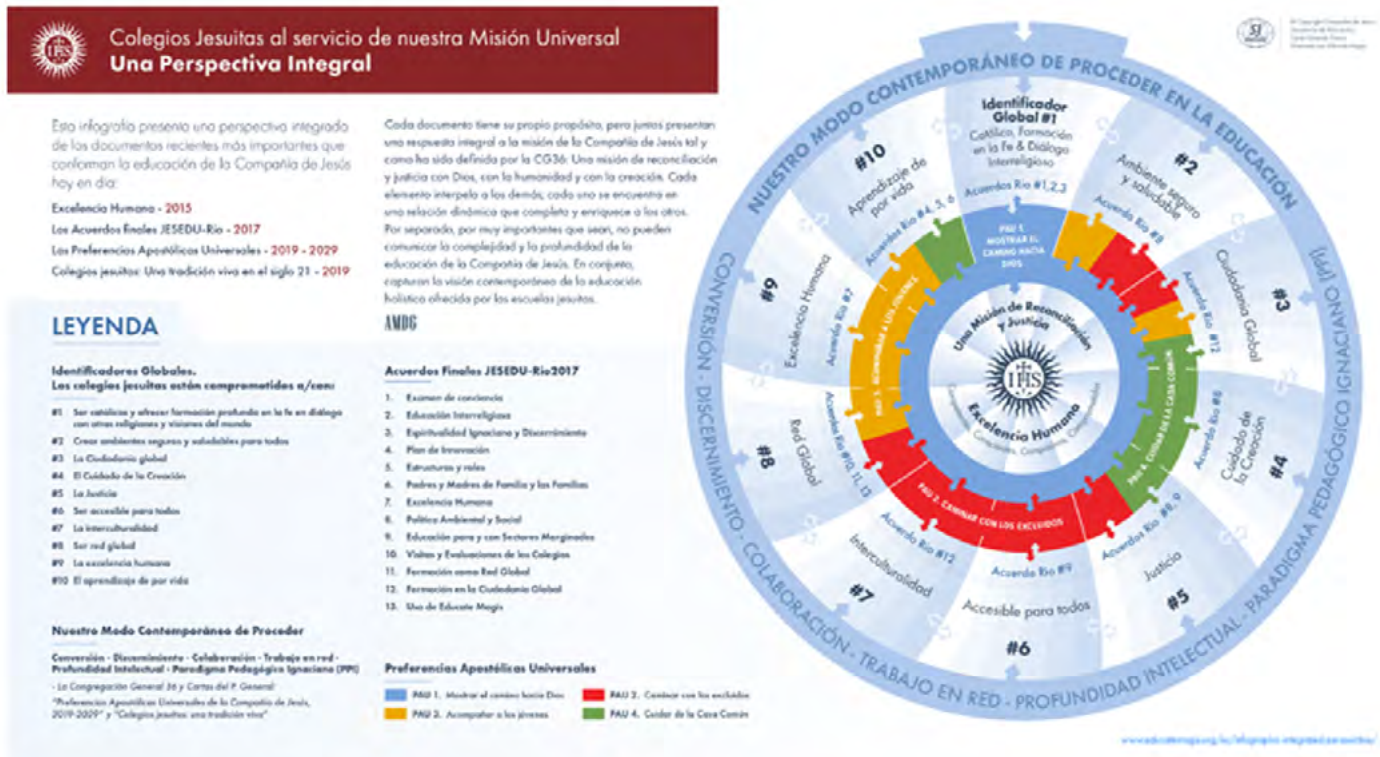 IHS
Colegios Jesuitas al servicio de nuestra Misión Universal
Una Perspectiva Integral
Esta infografía presenta una perspectiva integrada
de los documentos recientes más importantes que
conforman la educación de la Compañía de Jesús
hoy en día:
Excelencia Humana - 2015
Los Acuerdos finales JESEDU-Rio - 2017
Las Preferencias Apostólicas Universales - 2019 - 2029
Colegios jesuitas: Una tradición viva en el siglo 21 - 2019
Cada documento tiene su propio propósito, pero juntos presentan
una respuesta integral a la misión de la Compañía de Jesús tal y
como ha sido definida por la CG36: Una misión de reconciliación
y justicia con Dios, con la humanidad y con la creación. Cada
elemento interpela a los demás; cada uno se encuentra en
una relación dinámica que completa y enriquece a los otros.
Por separado, por muy importantes que sean, no pueden
comunicar la complejidad y la profundidad de la
educación de la Compañía de Jesús. En conjunto,
capturan la visión contemporánea de la educación
holística ofrecida por las escuelas jesuitas.
AMDG
LEYENDA
Identificadores Globales.
Los colegios jesuitas están comprometidos a/con:
#1 Ser católicos y ofrecer formación profunda en la fe en diálogo
con otras religiones y visiones del mundo
#2 Crear ambientes seguros y saludables para todos
#3 La Ciudadanía global
#4 El Cuidado de la Creación
#5 La Justicia
#6 Ser accesible para todos
#7 La interculturalidad
#8 Ser red global
#9 La excelencia humana
#10 El aprendizaje de por vida
Nuestro Modo Contemporáneo de Proceder
Conversión - Discernimiento - Colaboración - Trabajo en red -
Profundidad Intelectual - Paradigma Pedagógico Ignaciano (PPI)
- La Congregación General 36 y Cartas del P. General:
"Preferencias Apostólicas Universales de la Compañía de Jesús,
2019-2029" y "Colegios jesuitas: una tradición viva"
Acuerdos Finales JESEDU-Rio2017
1. Examen de conciencia
2. Educación Interreligiosa
3. Espiritualidad Ignaciana y Discernimiento
4. Plan de Innovación
5. Estructuras y roles
6. Padres y Madres de Familia y las Familias
7. Excelencia Humana
8. Política Ambiental y Social
9. Educación para y con Sectores Marginados
10. Visitas y Evaluaciones de los Colegios
11. Formación como Red Global
12. Formación en la Ciudadanía Global
13. Uso de Educate Magis
Preferencias Apostólicas Universales
PAU 1. Mostrar el camino hacia Dios
PAU 2. Caminar con los excluidos
PAU 3. Acompañar a los jóvenes
PAU 4. Cuidar de la Casa Común
SJ
NUESTRO MODO CONTEMPORÁNEO DE PROCEDER EN LA EDUCACIÓN
CONVERSIÓN - DISCERNIMIENTO - COLABORACIÓN - TRABAJO EN RED - PROFUNDIDAD INTELECTUAL - PARADIGMA PEDAGÓGICO IGNACIANO (PPI)
Identificador
Global #1
Católico, Formación
en la Fe & Diálogo
Interreligioso
Acuerdos Rio #1,2,3
#2
Ambiente seguro
y saludable
Acuerdo Rio #8
#3
Ciudadanía Global
Acuerdo Rio #12
#4
Cuidado de
la Creación
Acuerdo Rio #8
#5
Justicia
Acuerdos Rio #8, 9
#6
Accesible para todos
Acuerdo Rio #9
#7
Interculturalidad
Acuerdo Rio #12
#8
Red Global
Acuerdos Rio #10, 11, 13
#9
Excelencia Humana
Acuerdo Rio #7
#10
Aprendizaje de
por vida
Acuerdos Rio #4, 5, 6
PAU 1.
MOSTRAR EL
CAMINO HACIA
DIOS
PAU 4. CUIDAR DE LA CASA COMÚN
PAU 2. CAMINAR CON LOS EXCLUIDOS
PAU 3. ACOMPAÑAR A LOS JÓVENES
Una Misión de Reconciliación
y Justicia
IHS
Excelencia Humana